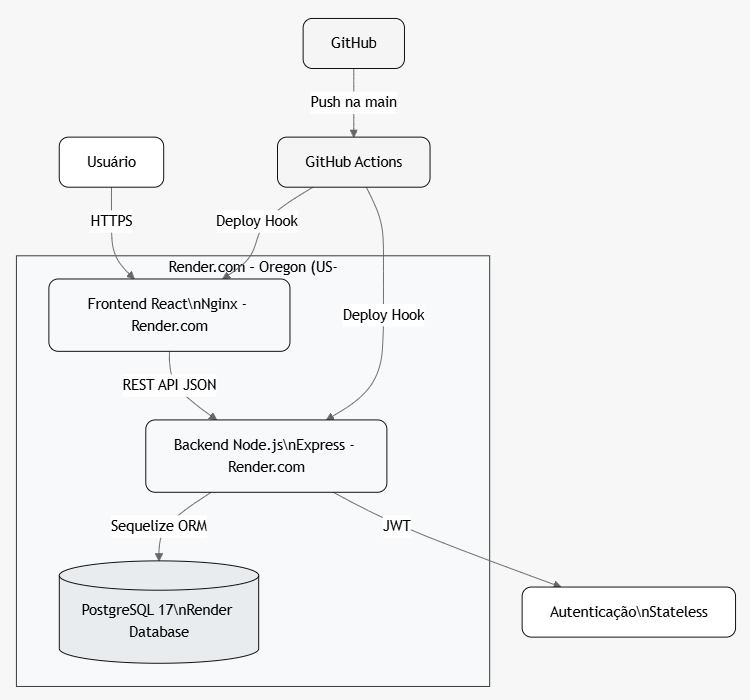 GitHub
Push na main
Usuário
GitHub Actions
HTTPS
Deploy Hook
Render.com - Oregon (US-
Frontend React\nNginx -
Render.com
Deploy Hook
REST API JSON
Backend Node.js\nExpress -
Render.com
Sequelize ORM
JWT
PostgreSQL 17\nRender
Database
Autenticação\nStateless